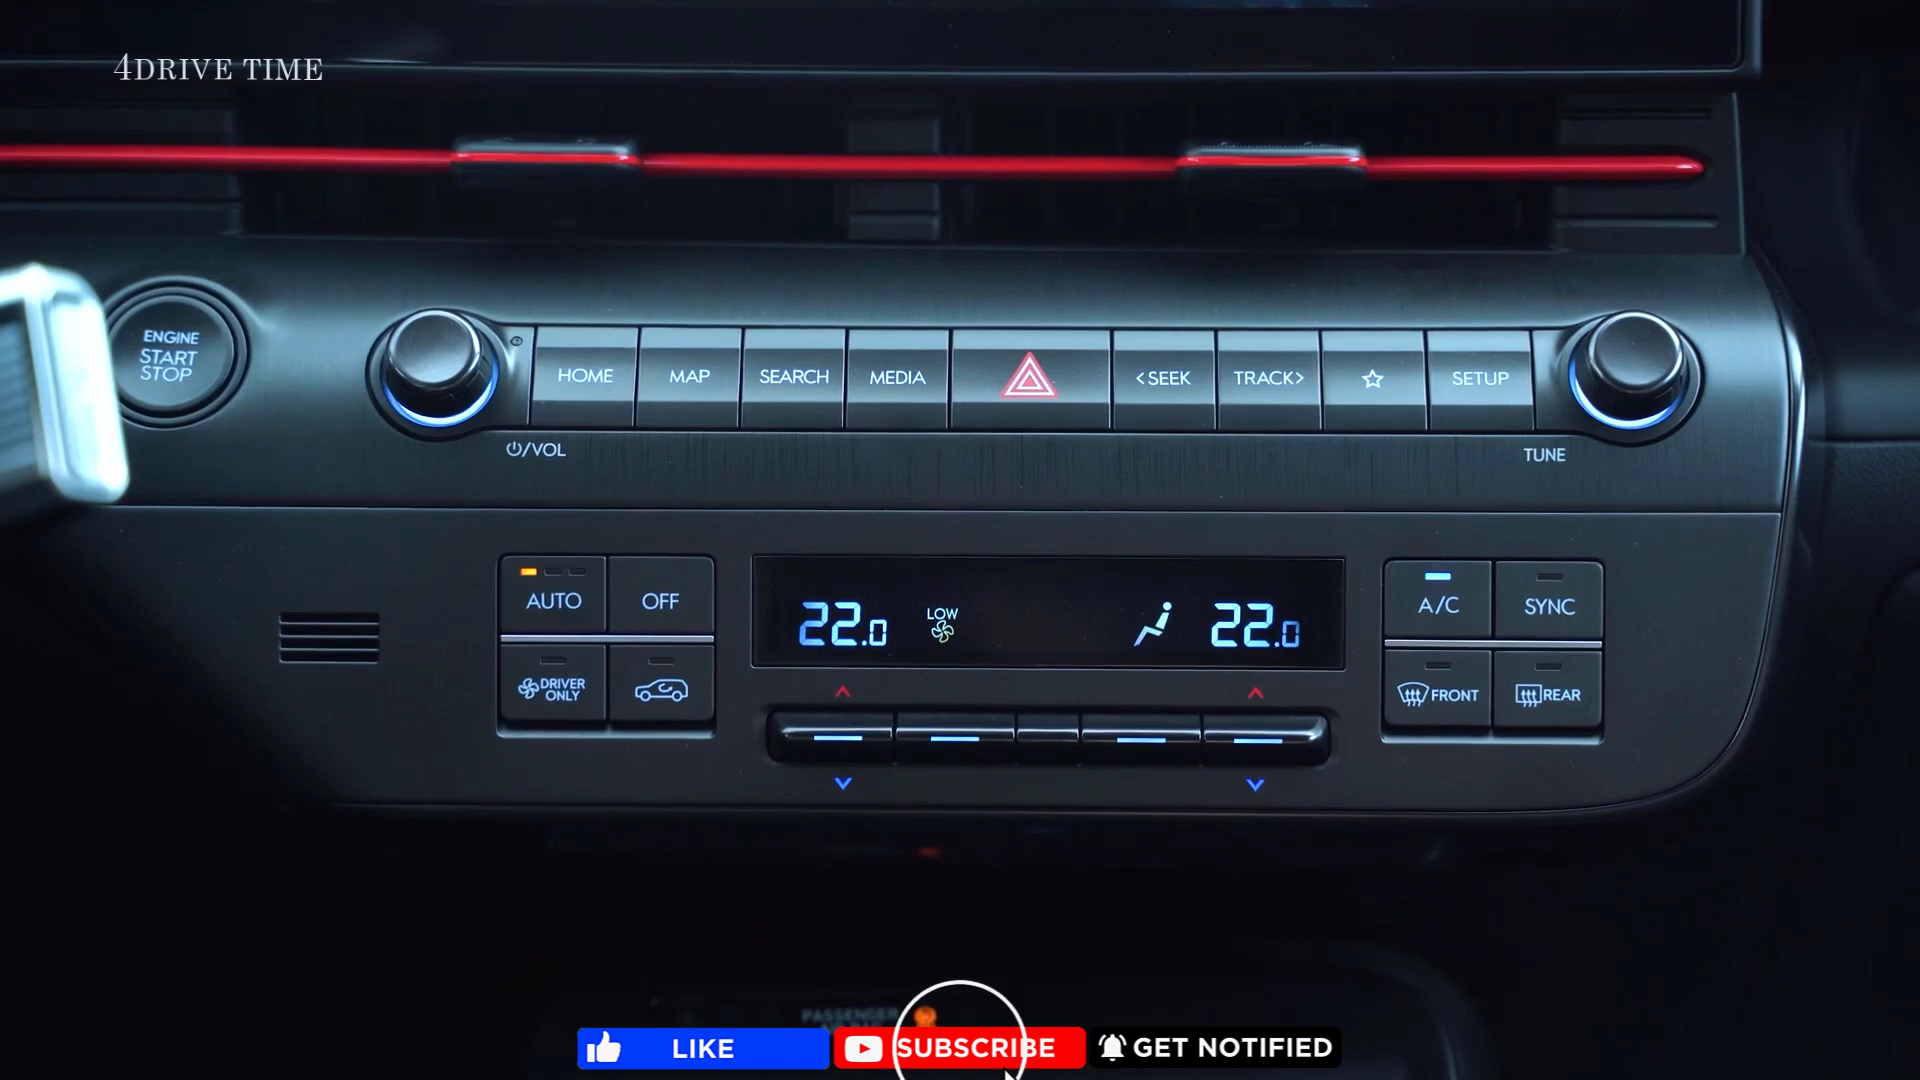 4DRIVE TIME
ENGINE
START
STOP
HOME
MAP
SEARCH
MEDIA
<SEEK
TRACK>
SETUP
/VOL
TUNE
AUTO
OFF
22.0
LOW
22.0
A/C
SYNC
DRIVER
ONLY
FRONT
REAR
PASSENGER
LIKE
SUBSCRIBE
GET NOTIFIED